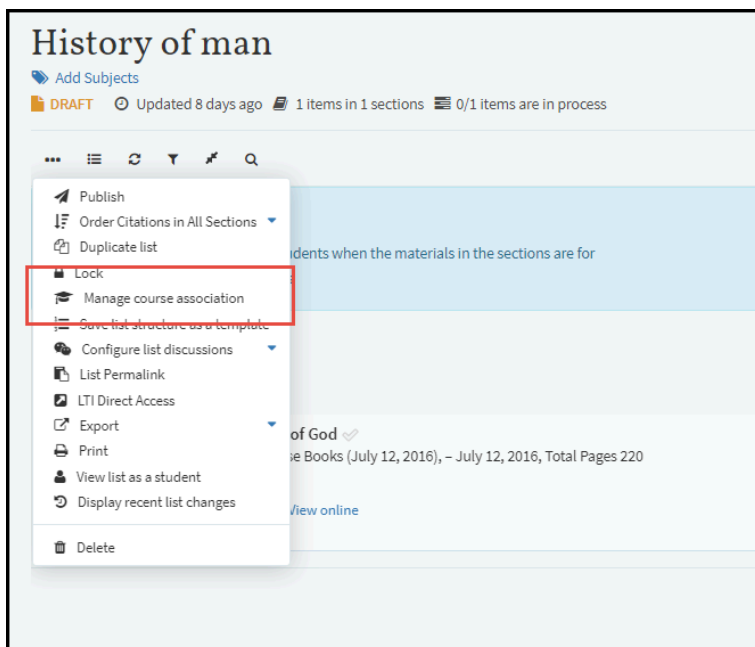 History of man
Add Subjects
DRAFT Updated 8 days ago 1 items in 1 sections 0/1 items are in process
Publish
Order Citations in All Sections
Duplicate list
idents when the materials in the sections are for
Lock
Manage course association
Save list structure as a template
Configure list discussions
List Permalink
LTI Direct Access
Export
of God
Print
se Books (July 12, 2016), – July 12, 2016, Total Pages 220
View list as a student
Display recent list changes
View online
Delete